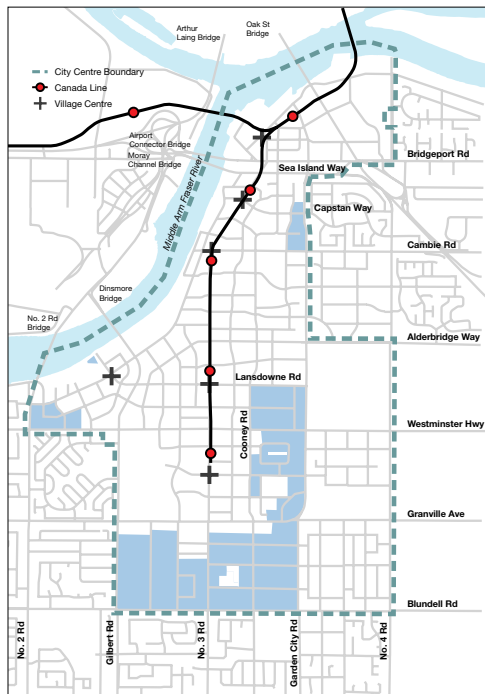 Arthur
Laing Bridge
Oak St
Bridge
City Centre Boundary
Canada Line
Village Centre
Airport
Connector Bridge
Moray
Channel Bridge
Middle Arm Fraser River
Bridgeport Rd
Sea Island Way
Capstan Way
Cambie Rd
Dinsmore
Bridge
No. 2 Rd
Bridge
Alderbridge Way
Lansdowne Rd
Cooney Rd
Westminster Hwy
Granville Ave
Blundell Rd
No. 2 Rd
Gilbert Rd
No. 3 Rd
Garden City Rd
No. 4 Rd